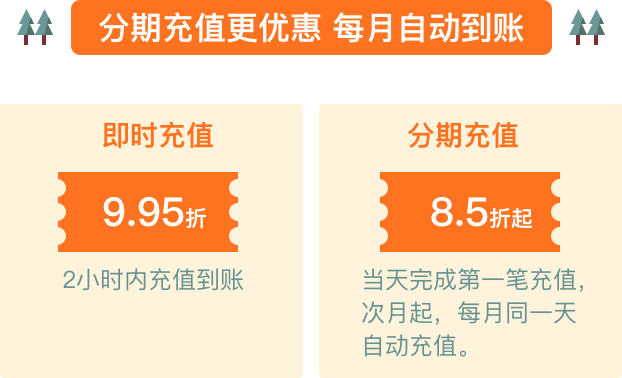 分期充值更优惠 每月自动到账
即时充值
9.95折
2小时内充值到账
分期充值
8.5折起
当天完成第一笔充值，
次月起，每月同一天
自动充值。